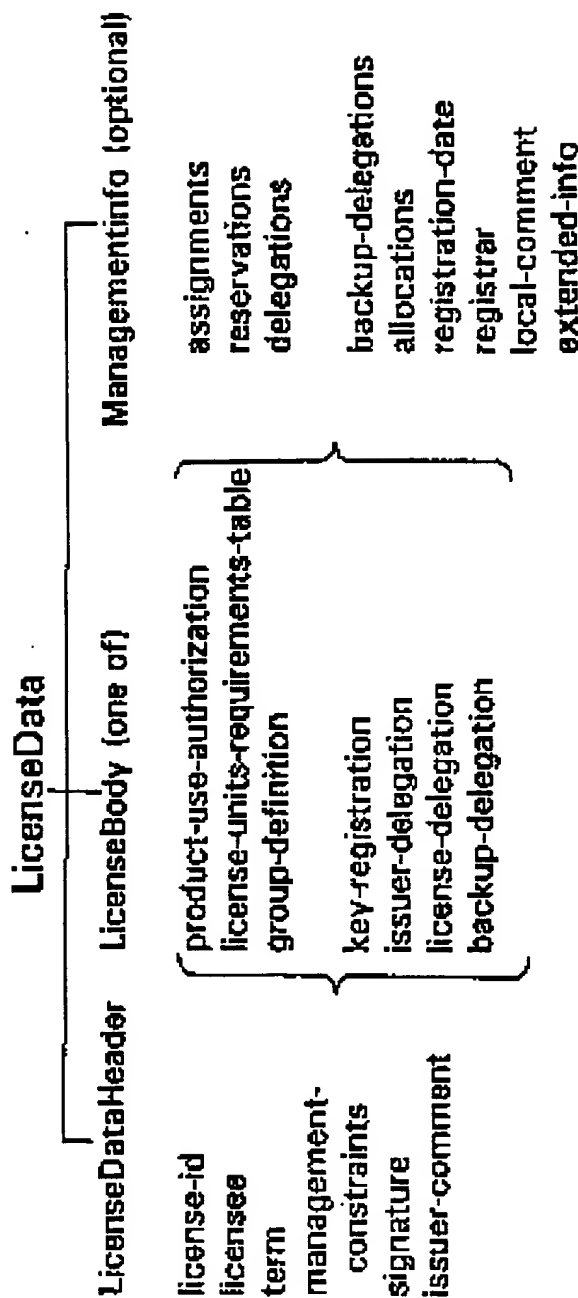 LicenseData
LicenseDataHeader
license-id
licensee
term
management-
constraints
signature
issuer-comment
LicenseBody (one of)
product-use-authorization
license-units-requirements-table
group-definition
key-registration
issuer-delegation
license-delegation
backup-delegation
Managementinfo (optional)
assignments
reservations
delegations
backup-delegations
allocations
registration-date
registrar
local-comment
extended-info